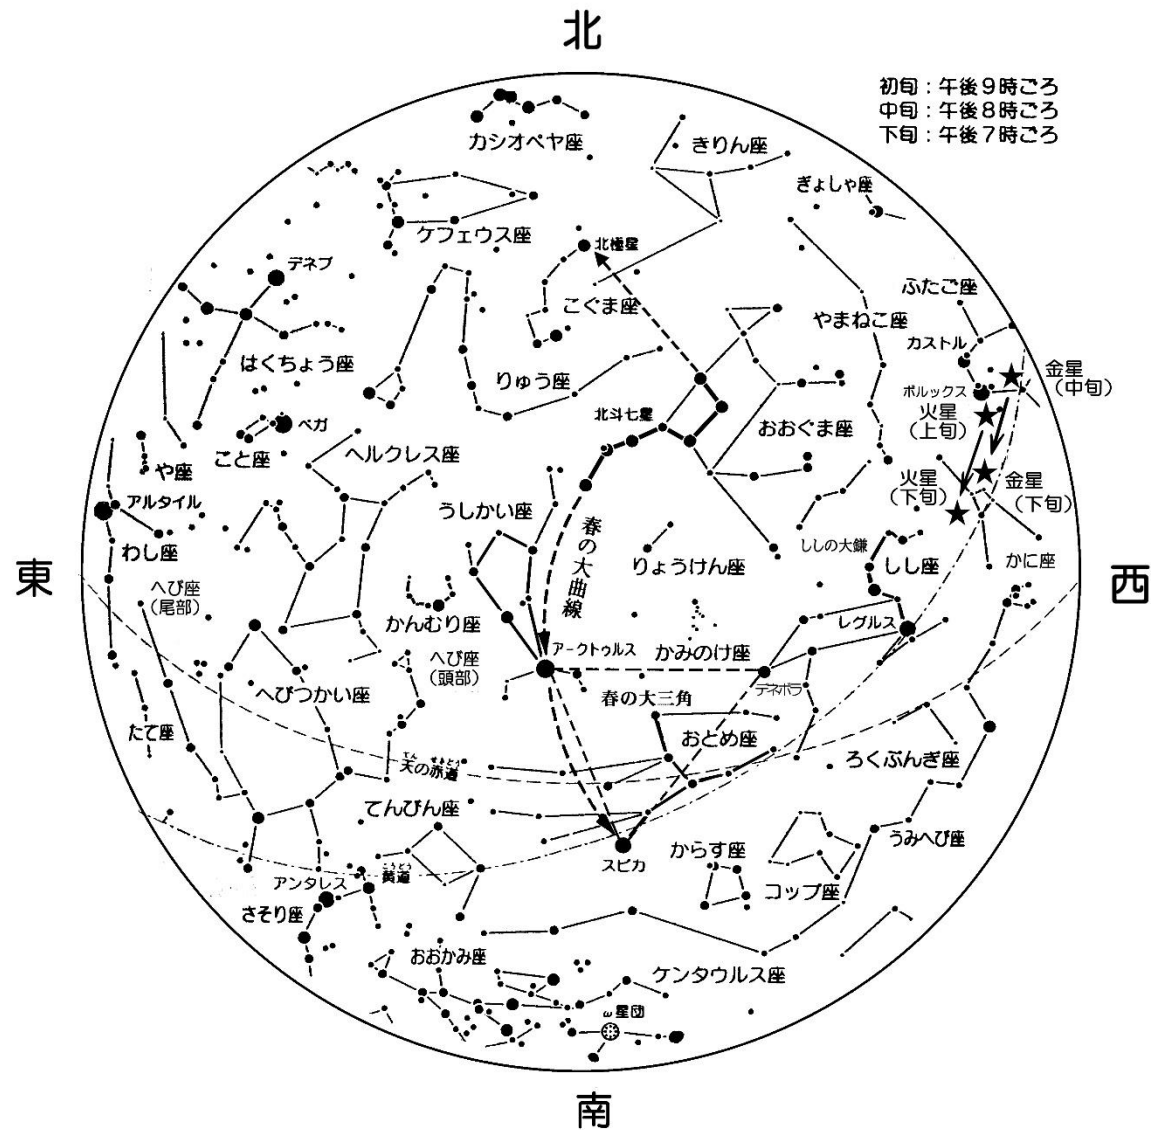 北
初旬：午後9時ごろ
中旬：午後8時ごろ
下旬：午後7時ごろ
カシオペヤ座
きりん座
ぎょしゃ座
ケフェウス座
北極星
デネブ
こぐま座
ふたご座
やまねこ座
カストル
はくちょう座
りゅう座
金星
（中旬）
ポルックス
火星
（上旬）
北斗七星
おおぐま座
ベガ
こと座
ヘルクレス座
や座
アルタイル
うしかい座
火星
（下旬）
金星
（下旬）
わし座
春の大曲線
ししの大鎌
しし座
かに座
りょうけん座
東
西
へび座
（尾部）
かんむり座
レグルス
アークトゥルス
かみのけ座
へび座
（頭部）
へびつかい座
春の大三角
デネボラ
たて座
おとめ座
てん せきどう
天の赤道
ろくぶんぎ座
てんびん座
うみへび座
スピカ
からす座
こうどう
黄道
アンタレス
コップ座
さそり座
おおかみ座
ケンタウルス座
ω星団
南